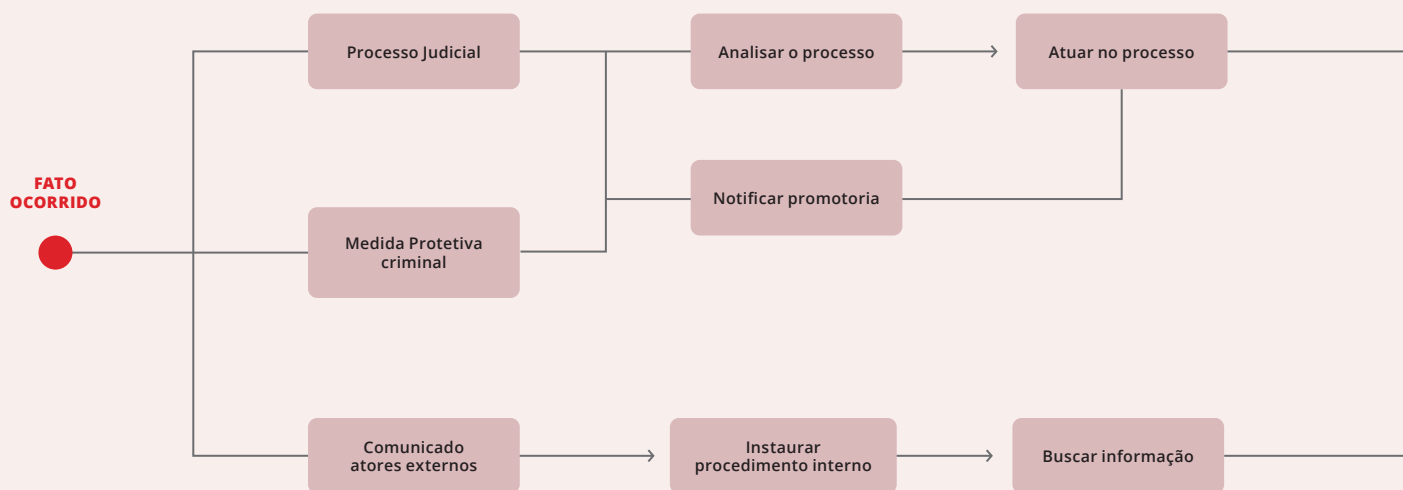 Processo Judicial
Analisar o processo
Atuar no processo
FATO
OCORRIDO
Notificar promotoria
Medida Protetiva
criminal
Comunicado
atores externos
Instaurar
procedimento interno
Buscar informação